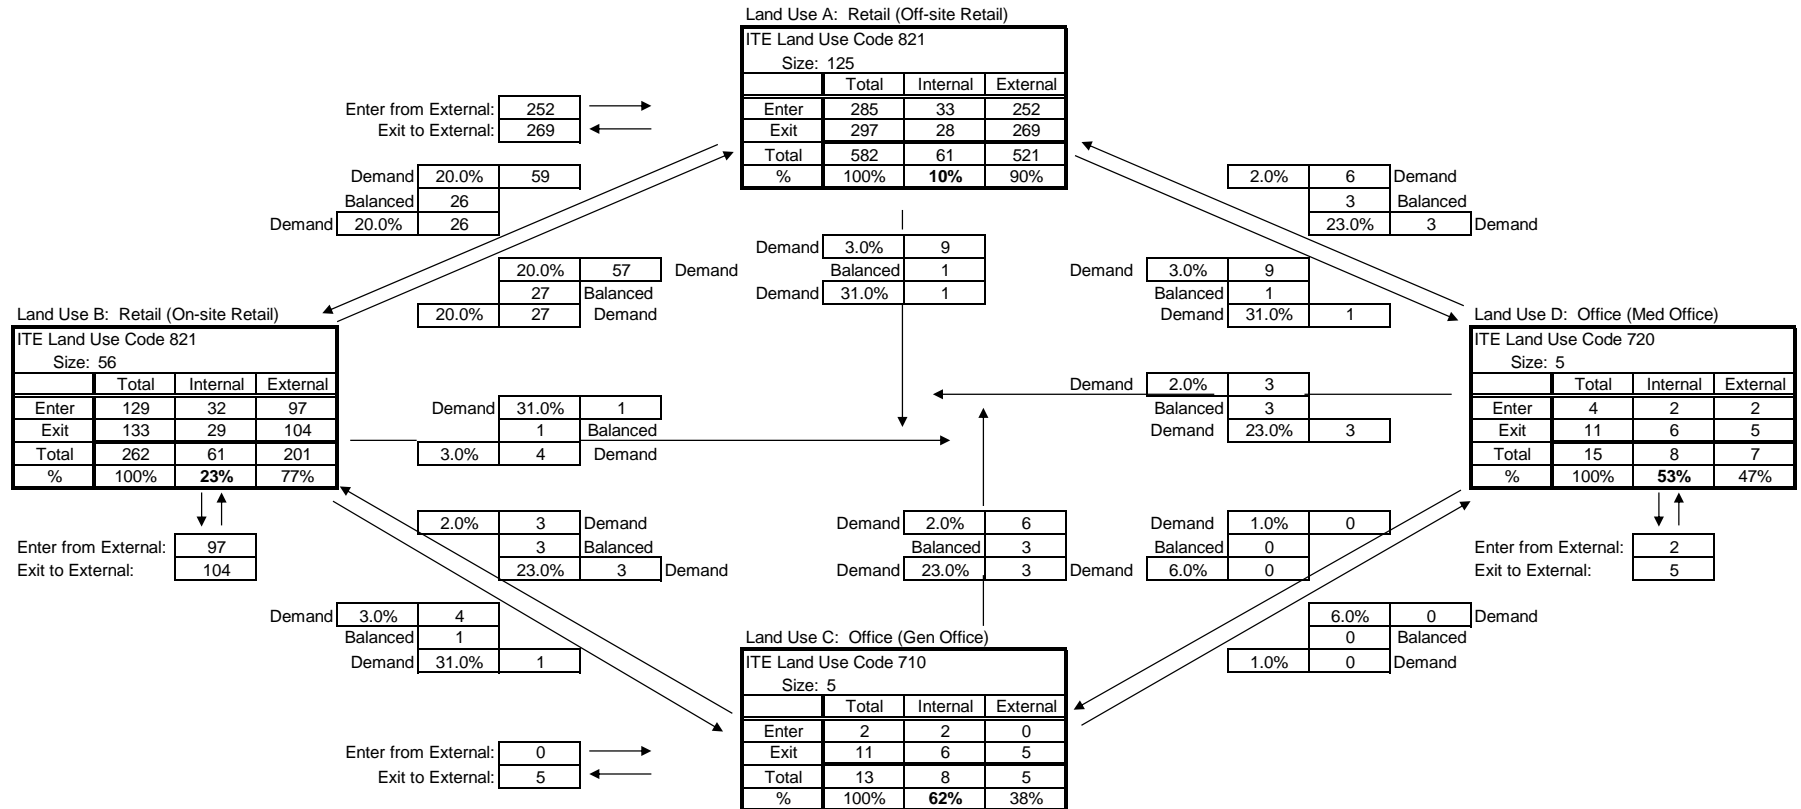 Land Use A: Retail (Off-site Retail)
ITE Land Use Code 821
Size: 125
Total Internal External
Enter from External: 252
Enter 285 33 252
Exit to External: 269
Exit 297 28 269
Total 582 61 521
% 100% 10% 90%
Demand 20.0% 59
Balanced 26
Demand 20.0% 26
2.0% 6 Demand
3 Balanced
23.0% 3 Demand
Demand 3.0% 9
Balanced 1
Demand 31.0% 1
20.0% 57 Demand
27 Balanced
20.0% 27 Demand
Demand 3.0% 9
Balanced 1
Demand 31.0% 1
Land Use B: Retail (On-site Retail)
ITE Land Use Code 821
Size: 56
Total Internal External
Enter 129 32 97
Exit 133 29 104
Total 262 61 201
% 100% 23% 77%
Enter from External: 97
Exit to External: 104
Demand 31.0% 1
1 Balanced
3.0% 4 Demand
Demand 2.0% 3
Balanced 3
Demand 23.0% 3
Land Use D: Office (Med Office)
ITE Land Use Code 720
Size: 5
Total Internal External
Enter 4 2 2
Exit 11 6 5
Total 15 8 7
% 100% 53% 47%
Enter from External: 2
Exit to External: 5
2.0% 3 Demand
3 Balanced
23.0% 3 Demand
Demand 2.0% 6
Balanced 3
Demand 23.0% 3
Demand 1.0% 0
Balanced 0
Demand 6.0% 0
Demand 3.0% 4
Balanced 1
Demand 31.0% 1
6.0% 0 Demand
0 Balanced
1.0% 0 Demand
Land Use C: Office (Gen Office)
ITE Land Use Code 710
Size: 5
Total Internal External
Enter 2 2 0
Enter from External: 0
Exit 11 6 5
Exit to External: 5
Total 13 8 5
% 100% 62% 38%